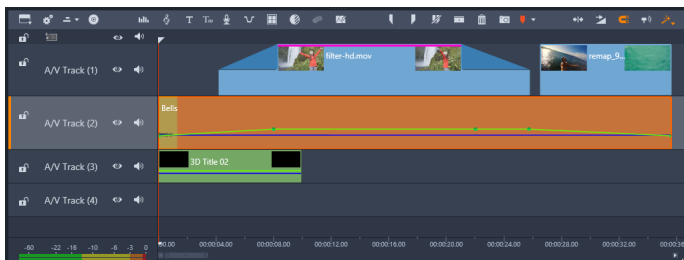 T T
A/V Track (1)
filter-hd.mov
remap_9...
A/V Track (2)
Bells
A/V Track (3)
3D Title 02
A/V Track (4)
-60 -22 -16 -10 -6 -3 0
00.00 00:00:04.00 00:00:08.00 00:00:12.00 00:00:16.00 00:00:20.00 00:00:24.00 00:00:28.00 00:00:32.00 00:00:36